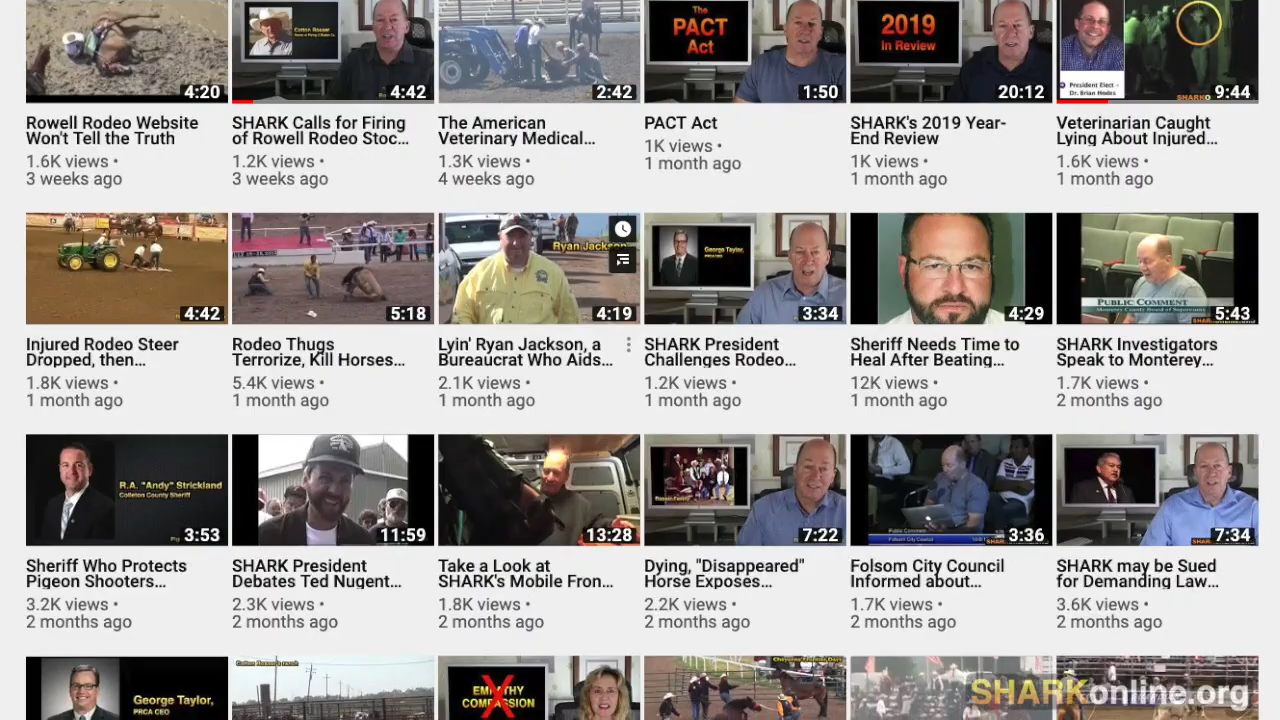 The
PACT
Act
2019
In Review
President Elect -
Dr. Brian Hodes
SHARKO
4:20
4:42
2:42
1:50
20:12
9:44
Rowell Rodeo Website
Won't Tell the Truth
1.6K views •
3 weeks ago
SHARK Calls for Firing
of Rowell Rodeo Stoc...
1.2K views •
3 weeks ago
The American
Veterinary Medical...
1.3K views •
4 weeks ago
PACT Act
1K views •
1 month ago
SHARK's 2019 Year-
End Review
1K views •
1 month ago
Veterinarian Caught
Lying About Injured...
1.6K views •
1 month ago
Ryan Jackson,
George Taylor,
PRCA CEO
PUBLIC COMMENT
4:42
5:18
4:19
3:34
4:29
5:43
Injured Rodeo Steer
Dropped, then...
1.8K views •
1 month ago
Rodeo Thugs
Terrorize, Kill Horses...
5.4K views •
1 month ago
Lyin' Ryan Jackson, a
Bureaucrat Who Aids...
2.1K views •
1 month ago
SHARK President
Challenges Rodeo...
1.2K views •
1 month ago
Sheriff Needs Time to
Heal After Beating...
12K views •
1 month ago
SHARK Investigators
Speak to Monterey...
1.7K views •
2 months ago
R.A. "Andy" Strickland
Colleton County Sheriff
Public Comment
Folsom City Council
3:53
11:59
13:28
7:22
3:36
7:34
Sheriff Who Protects
Pigeon Shooters...
3.2K views •
2 months ago
SHARK President
Debates Ted Nugent...
2.3K views •
2 months ago
Take a Look at
SHARK's Mobile Fron...
1.8K views •
2 months ago
Dying, "Disappeared"
Horse Exposes...
2.2K views •
2 months ago
Folsom City Council
Informed about...
1.7K views •
2 months ago
SHARK may be Sued
for Demanding Law...
3.6K views •
2 months ago
George Taylor,
PRCA CEO
Cotton Rosser's ranch
EMPATHY
COMPASSION
Cheyenne Frontier Days
SHARKonline.org